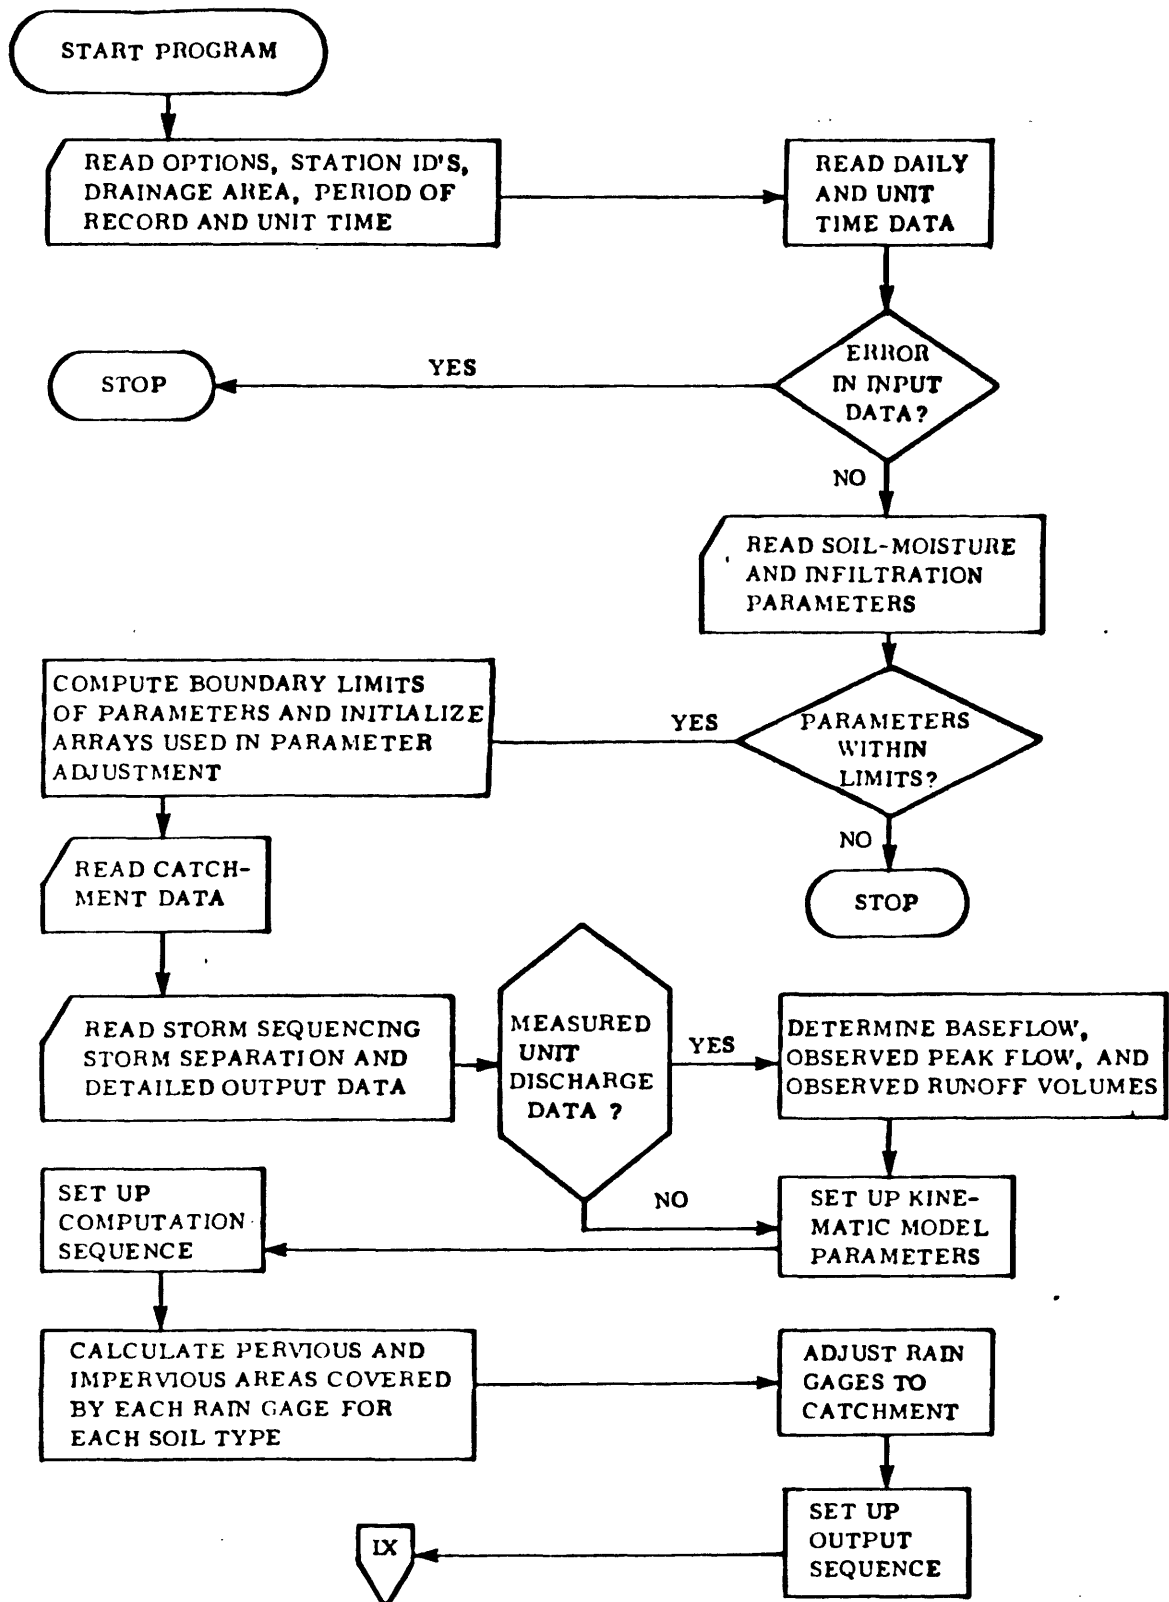 START PROGRAM
READ OPTIONS, STATION ID'S,
DRAINAGE AREA, PERIOD OF
RECORD AND UNIT TIME
READ DAILY
AND UNIT
TIME DATA
ERROR
IN INPUT
DATA?
YES
STOP
NO
READ SOIL-MOISTURE
AND INFILTRATION
PARAMETERS
PARAMETERS
WITHIN
LIMITS?
YES
COMPUTE BOUNDARY LIMITS
OF PARAMETERS AND INITIALIZE
ARRAYS USED IN PARAMETER
ADJUSTMENT
NO
STOP
READ CATCH-
MENT DATA
READ STORM SEQUENCING
STORM SEPARATION AND
DETAILED OUTPUT DATA
MEASURED
UNIT
DISCHARGE
DATA ?
YES
DETERMINE BASEFLOW,
OBSERVED PEAK FLOW, AND
OBSERVED RUNOFF VOLUMES
NO
SET UP KINE-
MATIC MODEL
PARAMETERS
SET UP
COMPUTATION
SEQUENCE
CALCULATE PERVIOUS AND
IMPERVIOUS AREAS COVERED
BY EACH RAIN GAGE FOR
EACH SOIL TYPE
ADJUST RAIN
GAGES TO
CATCHMENT
SET UP
OUTPUT
SEQUENCE
IX